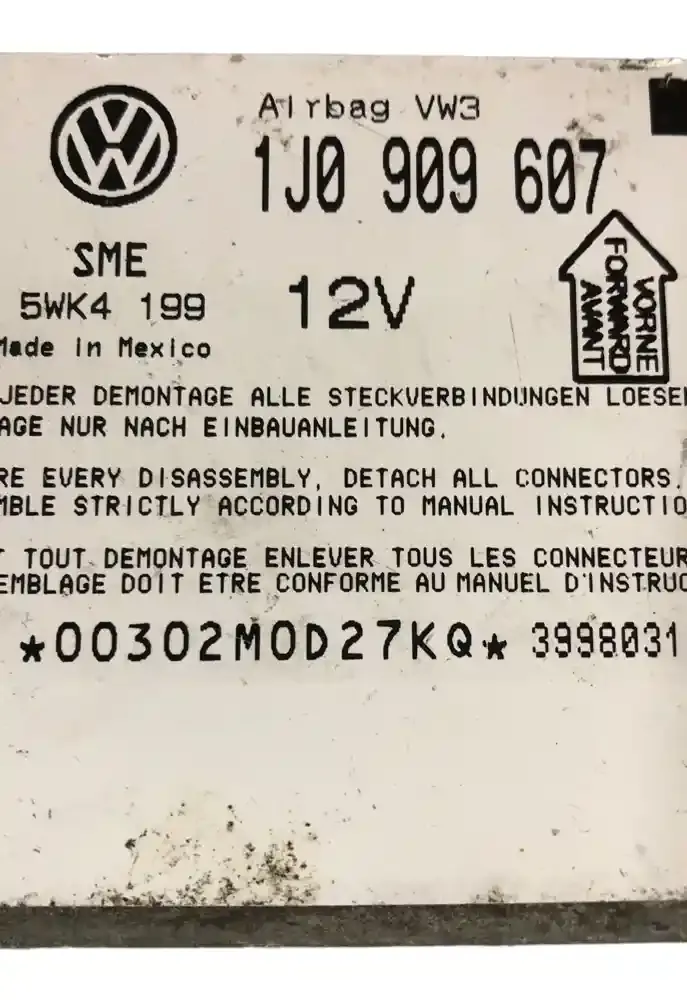 Airbag VW3
1J0 909 607
SME
12V
5WK4 199
Made in Mexico
VORNE
FORWARD
AVANT
JEDER DEMONTAGE ALLE STECKVERBINDUNGEN LOESE
AGE NUR NACH EINBAUANLEITUNG.
RE EVERY DISASSEMBLY, DETACH ALL CONNECTORS.
MBLE STRICTLY ACCORDING TO MANUAL INSTRUCTIO
T TOUT DEMONTAGE ENLEVER TOUS LES CONNECTEUR
EMBLAGE DOIT ETRE CONFORME AU MANUEL D'INSTRUC
*00302MOD27KQ* 3998031